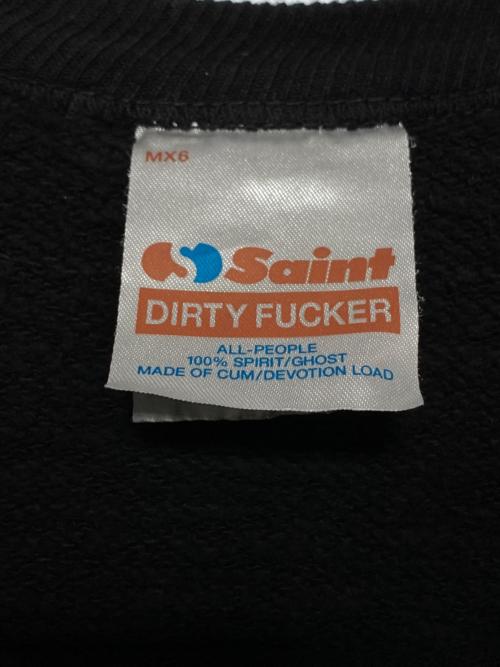 MX6
Saint
DIRTY FUCKER
ALL-PEOPLE
100% SPIRIT/GHOST
MADE OF CUM/DEVOTION LOAD